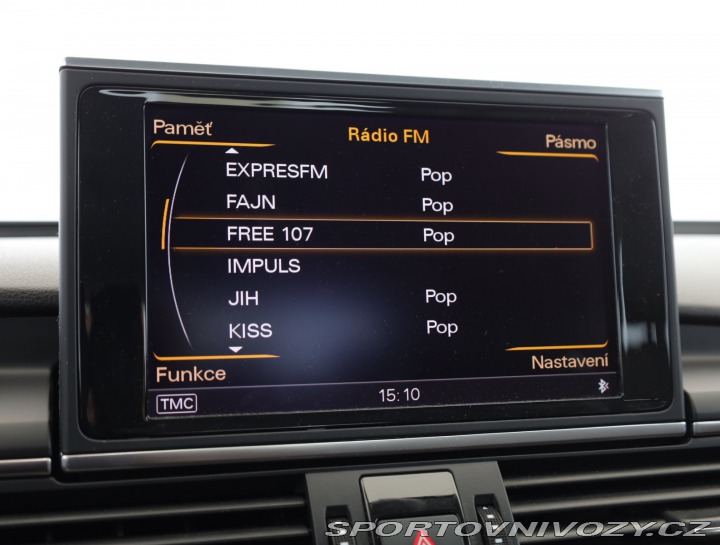 Paměť
Rádio FM
Pásmo
EXPRESFM Pop
FAJN Pop
FREE 107 Pop
IMPULS
JIH Pop
KISS Pop
Funkce
Nastavení
TMC
15:10
SPORTOVNIVOZY.CZ